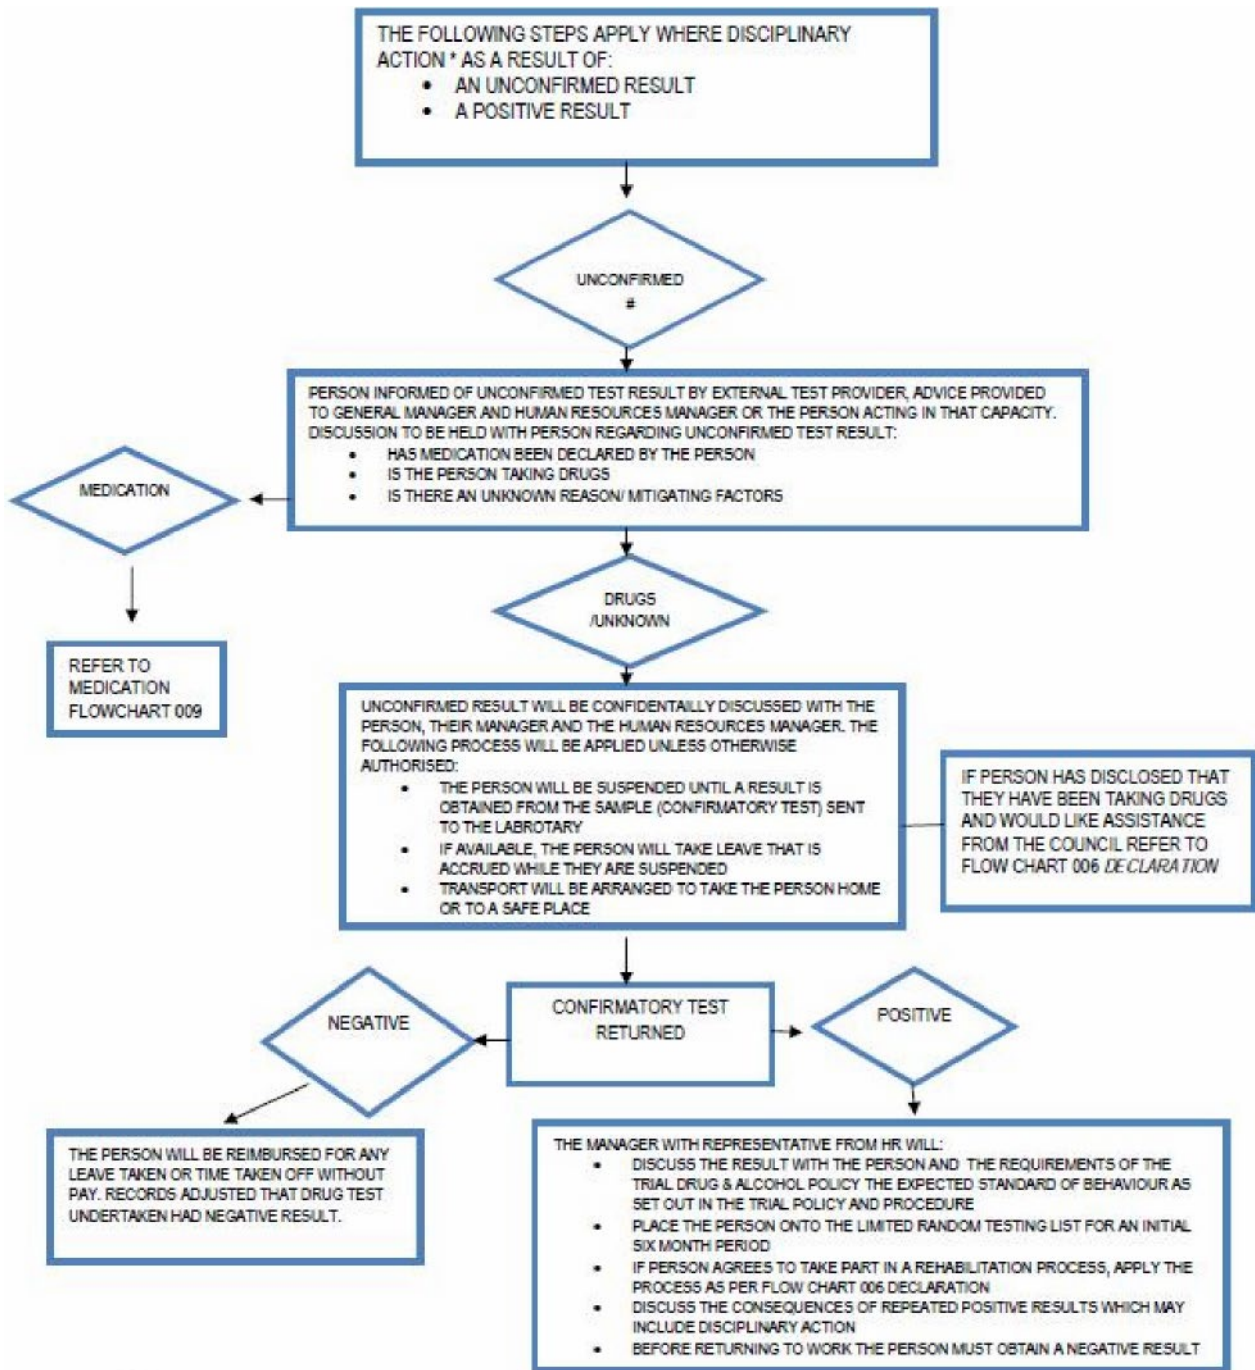 THE FOLLOWING STEPS APPLY WHERE DISCIPLINARY
ACTION * AS A RESULT OF:
• AN UNCONFIRMED RESULT
• A POSITIVE RESULT
UNCONFIRMED
#
PERSON INFORMED OF UNCONFIRMED TEST RESULT BY EXTERNAL TEST PROVIDER, ADVICE PROVIDED
TO GENERAL MANAGER AND HUMAN RESOURCES MANAGER OR THE PERSON ACTING IN THAT CAPACITY.
DISCUSSION TO BE HELD WITH PERSON REGARDING UNCONFIRMED TEST RESULT:
• HAS MEDICATION BEEN DECLARED BY THE PERSON
• IS THE PERSON TAKING DRUGS
• IS THERE AN UNKNOWN REASON/ MITIGATING FACTORS
MEDICATION
REFER TO
MEDICATION
FLOWCHART 009
DRUGS
/UNKNOWN
UNCONFIRMED RESULT WILL BE CONFIDENTAILLY DISCUSSED WITH THE
PERSON, THEIR MANAGER AND THE HUMAN RESOURCES MANAGER. THE
FOLLOWING PROCESS WILL BE APPLIED UNLESS OTHERWISE
AUTHORISED:
• THE PERSON WILL BE SUSPENDED UNTIL A RESULT IS
OBTAINED FROM THE SAMPLE (CONFIRMATORY TEST) SENT
TO THE LABROTARY
• IF AVAILABLE, THE PERSON WILL TAKE LEAVE THAT IS
ACCRUED WHILE THEY ARE SUSPENDED
• TRANSPORT WILL BE ARRANGED TO TAKE THE PERSON HOME
OR TO A SAFE PLACE
IF PERSON HAS DISCLOSED THAT
THEY HAVE BEEN TAKING DRUGS
AND WOULD LIKE ASSISTANCE
FROM THE COUNCIL REFER TO
FLOW CHART 006 DECLARATION
CONFIRMATORY TEST
RETURNED
NEGATIVE
POSITIVE
THE PERSON WILL BE REIMBURSED FOR ANY
LEAVE TAKEN OR TIME TAKEN OFF WITHOUT
PAY. RECORDS ADJUSTED THAT DRUG TEST
UNDERTAKEN HAD NEGATIVE RESULT.
THE MANAGER WITH REPRESENTATIVE FROM HR WILL:
• DISCUSS THE RESULT WITH THE PERSON AND THE REQUIREMENTS OF THE
TRIAL DRUG & ALCOHOL POLICY THE EXPECTED STANDARD OF BEHAVIOUR AS
SET OUT IN THE TRIAL POLICY AND PROCEDURE
• PLACE THE PERSON ONTO THE LIMITED RANDOM TESTING LIST FOR AN INITIAL
SIX MONTH PERIOD
• IF PERSON AGREES TO TAKE PART IN A REHABILITATION PROCESS, APPLY THE
PROCESS AS PER FLOW CHART 006 DECLARATION
• DISCUSS THE CONSEQUENCES OF REPEATED POSITIVE RESULTS WHICH MAY
INCLUDE DISCIPLINARY ACTION
• BEFORE RETURNING TO WORK THE PERSON MUST OBTAIN A NEGATIVE RESULT